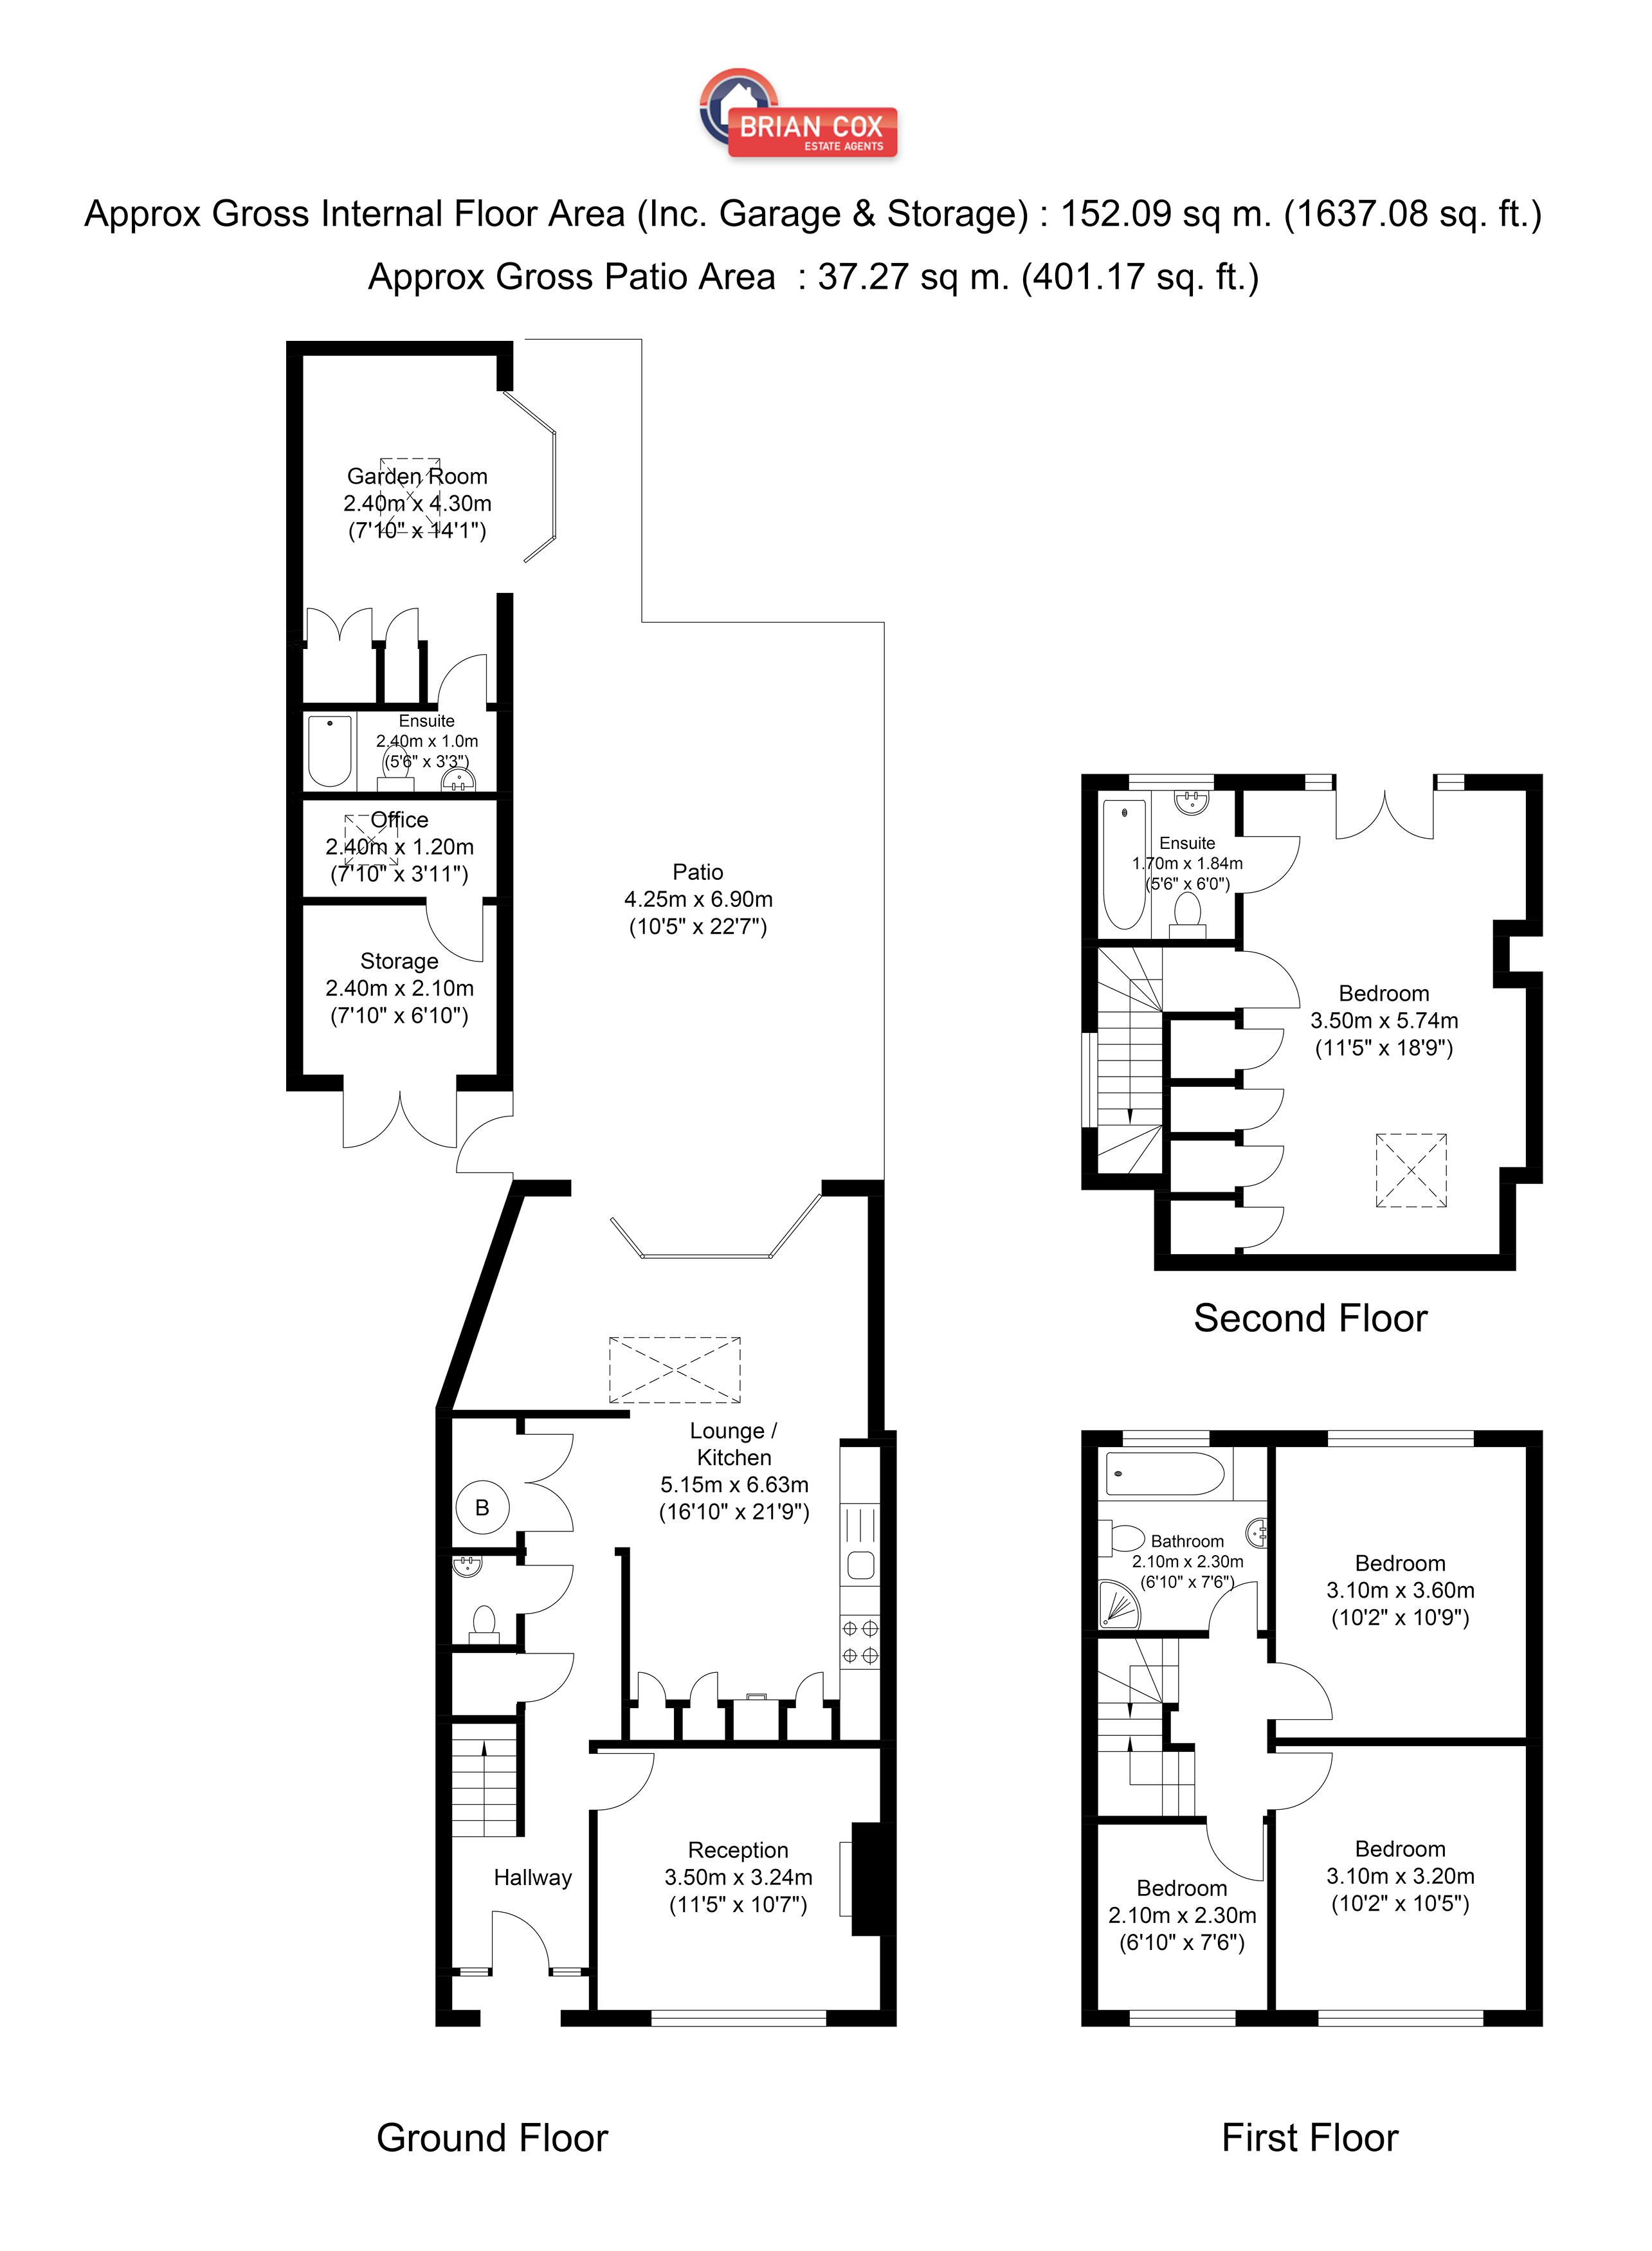 BRIAN COX
ESTATE AGENTS
Approx Gross Internal Floor Area (Inc. Garage & Storage) : 152.09 sq m. (1637.08 sq. ft.)
Approx Gross Patio Area : 37.27 sq m. (401.17 sq. ft.)
Garden Room
2.40m x 4.30m
(7'10" x 14'1")
Ensuite
2.40m x 1.0m
(5'6" x 3'3")
Office
2.40m x 1.20m
(7'10" x 3'11")
Storage
2.40m x 2.10m
(7'10" x 6'10")
Patio
4.25m x 6.90m
(10'5" x 22'7")
Lounge /
Kitchen
5.15m x 6.63m
(16'10" x 21'9")
B
Reception
3.50m x 3.24m
(11'5" x 10'7")
Hallway
Ground Floor
Ensuite
1.70m x 1.84m
(5'6" x 6'0")
Bedroom
3.50m x 5.74m
(11'5" x 18'9")
Second Floor
Bathroom
2.10m x 2.30m
(6'10" x 7'6")
Bedroom
3.10m x 3.60m
(10'2" x 10'9")
Bedroom
3.10m x 3.20m
(10'2" x 10'5")
Bedroom
2.10m x 2.30m
(6'10" x 7'6")
First Floor